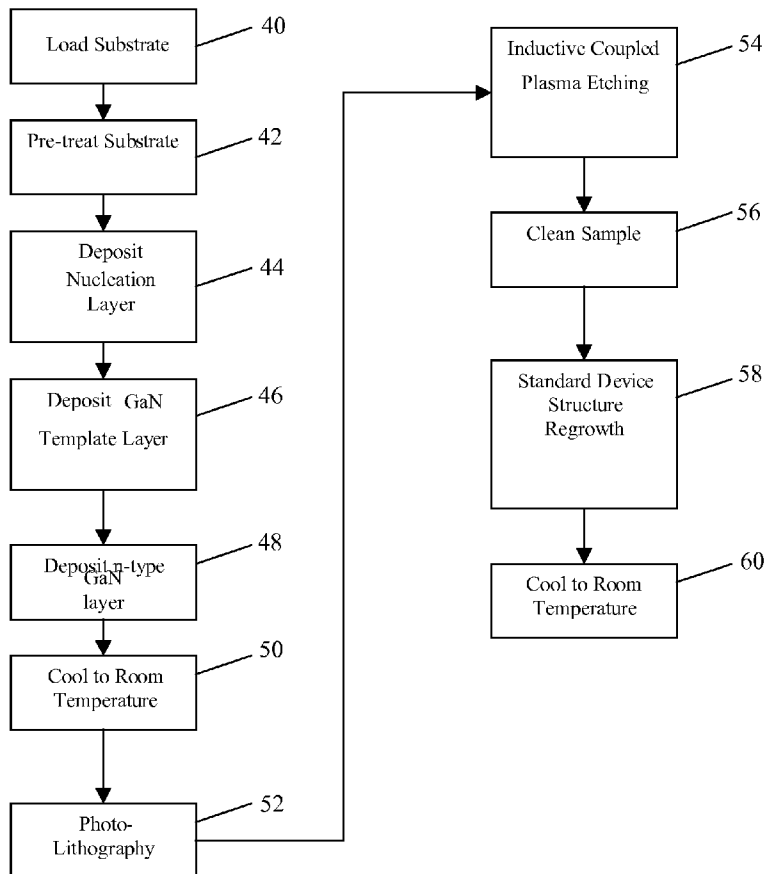 Load Substrate
40
Pre-treat Substrate
42
Deposit
Nucleation
Layer
44
Deposit GaN
Template Layer
46
Deposit n-type
GaN
layer
48
Cool to Room
Temperature
50
Photo-
Lithography
52
Inductive Coupled
Plasma Etching
54
Clean Sample
56
Standard Device
Structure
Regrowth
58
Cool to Room
Temperature
60